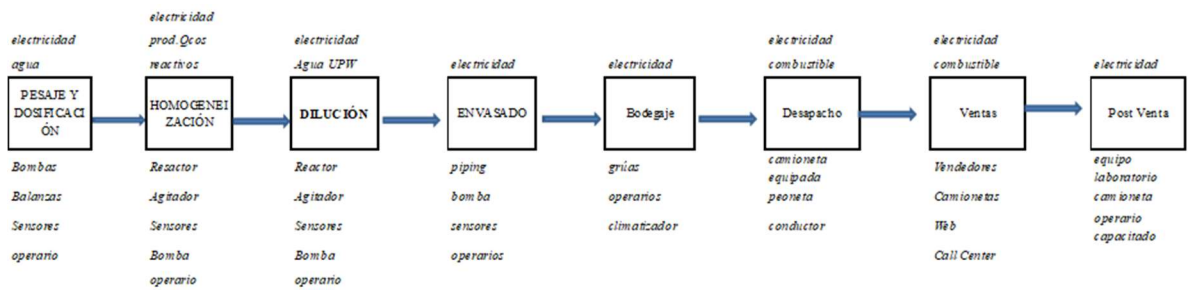 electricidad
agua
PESAJE Y
DOSIFICACI
ÓN
Bombas
Balanzas
Sensores
operario
electricidad
prod.Qcos
reactivos
HOMOGENEI
ZACIÓN
Resactor
Agitador
Sensores
Bomba
operario
electricidad
Agua UPW
DILUCIÓN
Reactor
Agitador
Sensores
Bomba
operario
electricidad
ENVASADO
piping
bomba
sensores
operarios
electricidad
Bodegaje
grúas
operarios
climatizador
electricidad
combustible
Desapacho
camioneta
equipada
peoneta
conductor
electricidad
combustible
Ventas
Vendedores
Camionetas
Web
Call Center
electricidad
Post Venta
equipo
laboratorio
camioneta
operario
capacitado